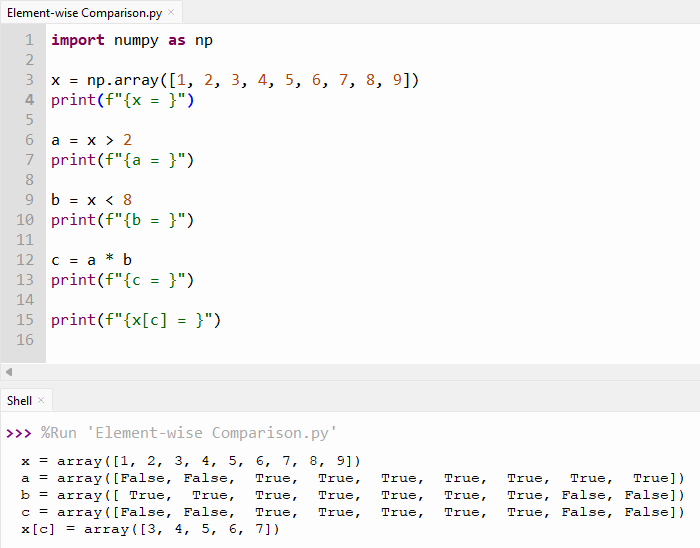 Element-wise Comparison.py ×
1 import numpy as np
2
3 x = np.array([1, 2, 3, 4, 5, 6, 7, 8, 9])
4 print(f"{x = }")
5
6 a = x > 2
7 print(f"{a = }")
8
9 b = x < 8
10 print(f"{b = }")
11
12 c = a * b
13 print(f"{c = }")
14
15 print(f"{x[c] = }")
16
Shell ×
>>> %Run 'Element-wise Comparison.py'
x = array([1, 2, 3, 4, 5, 6, 7, 8, 9])
a = array([False, False,  True,  True,  True,  True,  True,  True,  True])
b = array([ True,  True,  True,  True,  True,  True,  True, False, False])
c = array([False, False,  True,  True,  True,  True,  True, False, False])
x[c] = array([3, 4, 5, 6, 7])